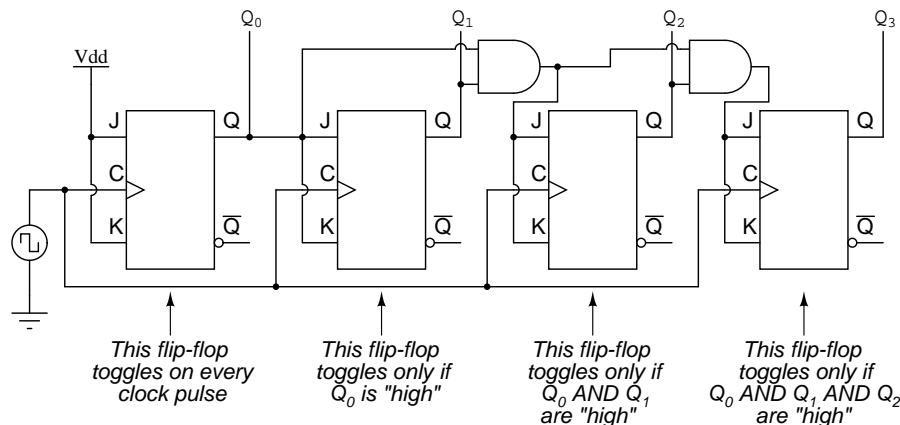 Q0 Q1 Q2 Q3
Vdd
J Q J Q J Q J Q
C C C C
K Q̅ K Q̅ K Q̅ K Q̅
This flip-flop
toggles on every
clock pulse
This flip-flop
toggles only if
Q0 is "high"
This flip-flop
toggles only if
Q0 AND Q1
are "high"
This flip-flop
toggles only if
Q0 AND Q1 AND Q2
are "high"